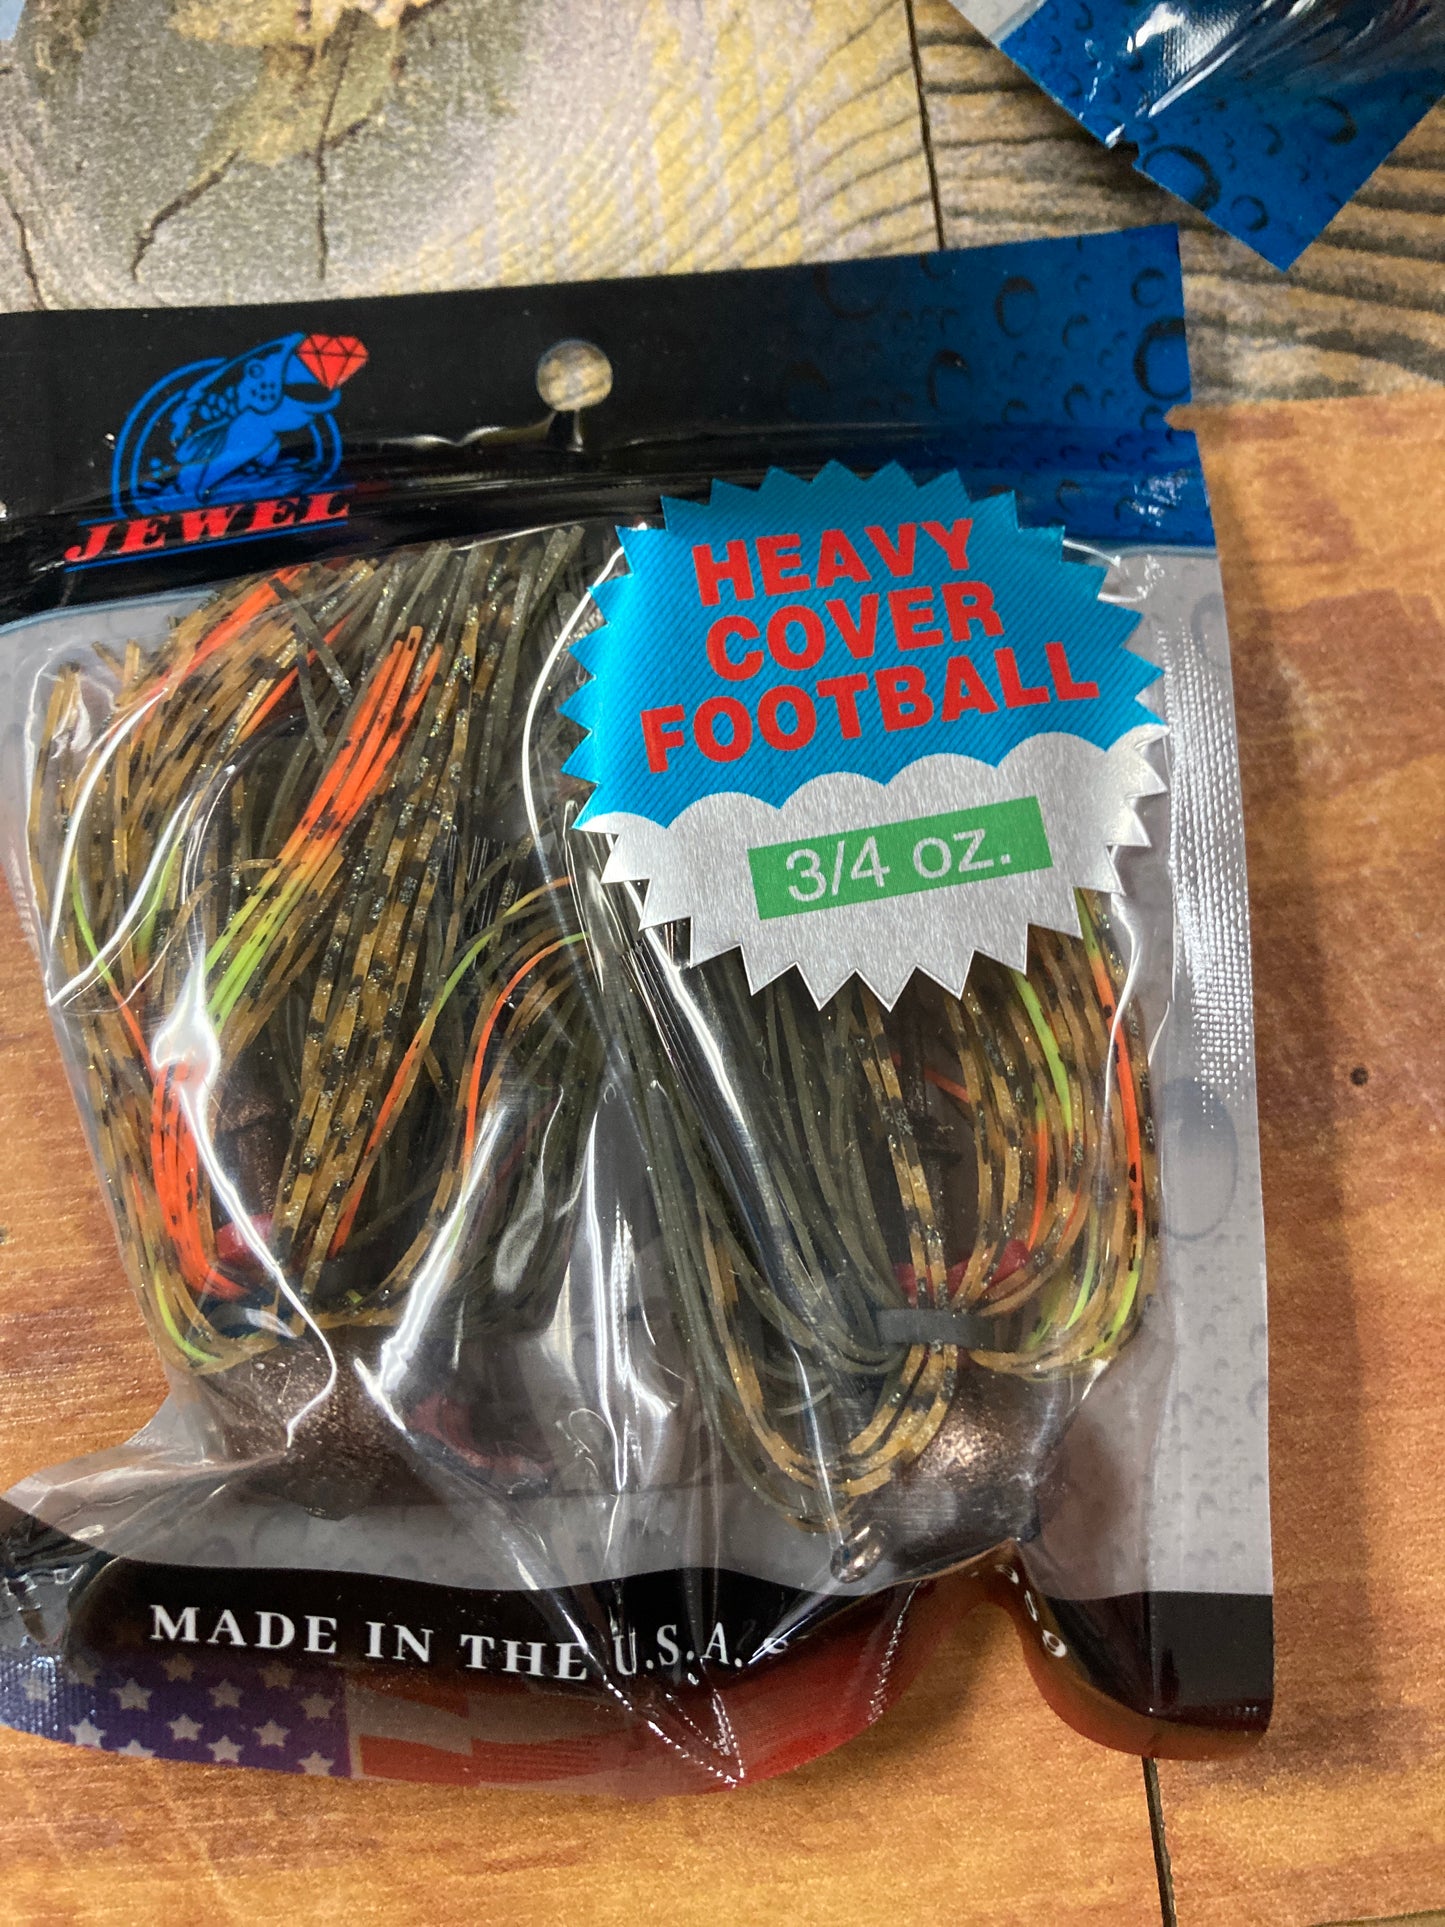 JEWEL
HEAVY
COVER
FOOTBALL
3/4 oz.
MADE IN THE U.S.A.